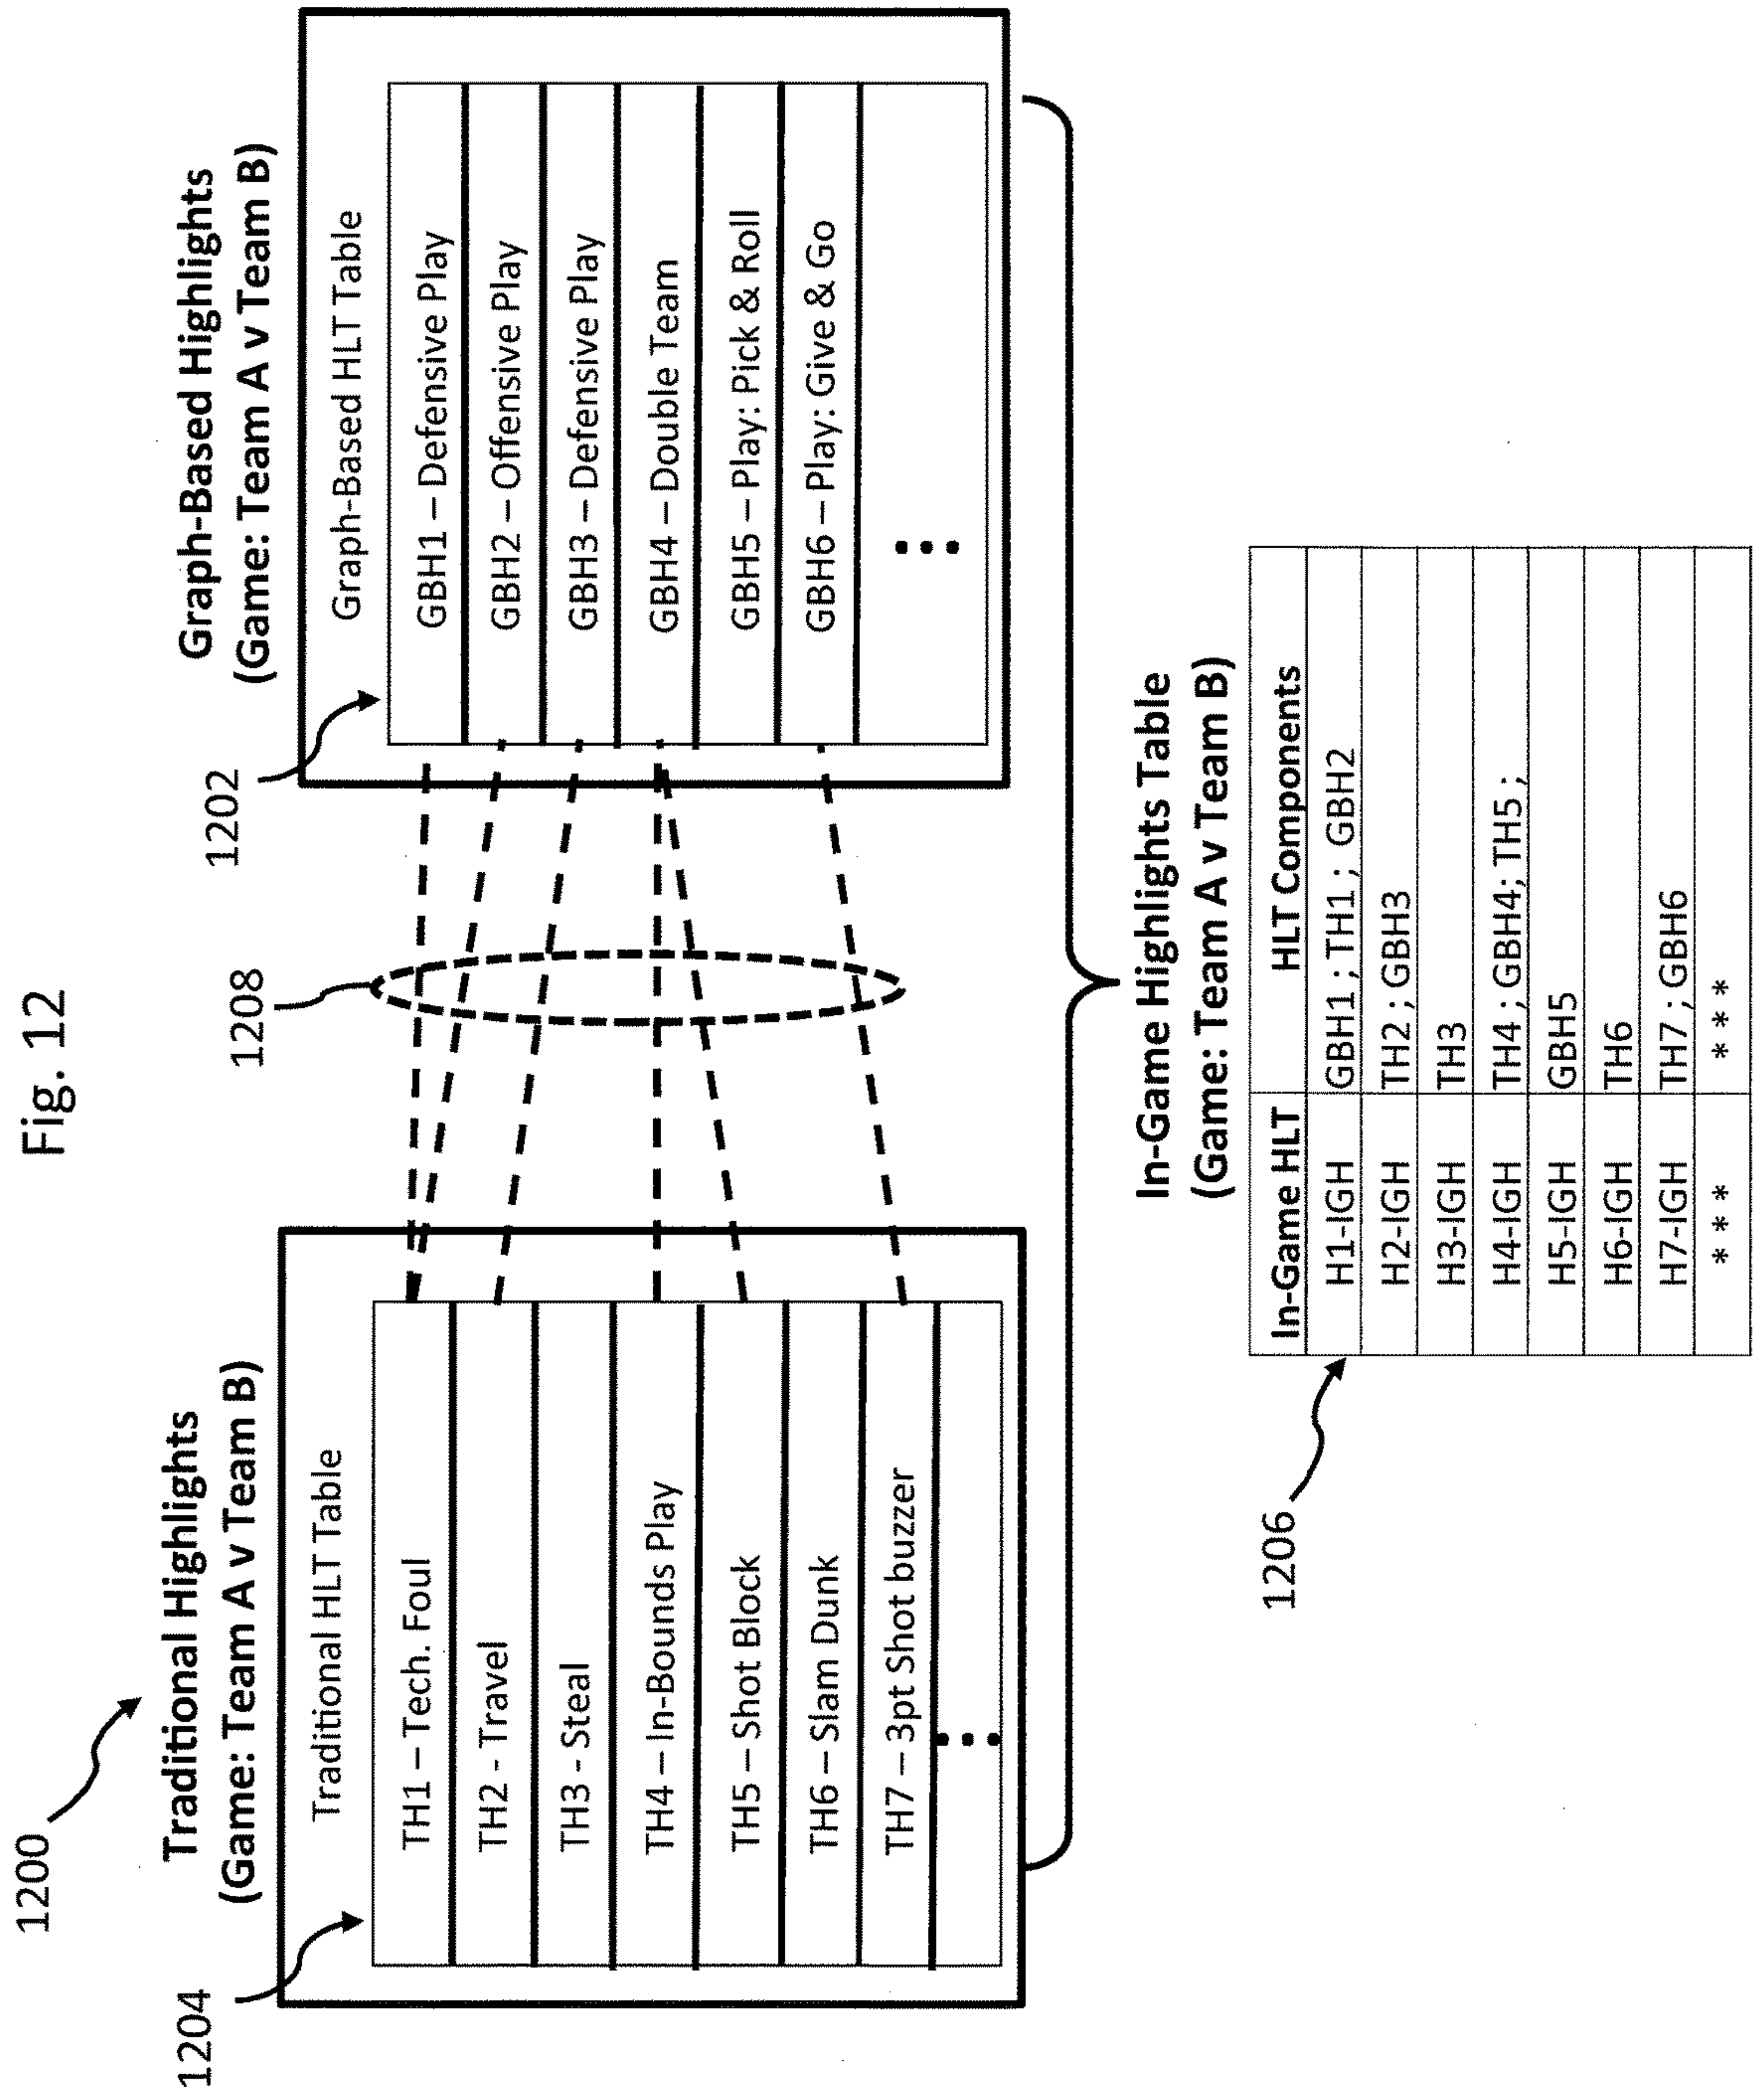 Fig. 12
1200
Traditional Highlights
(Game: Team A v Team B)
1204
Traditional HLT Table
TH1 – Tech. Foul
TH2 - Travel
TH3 - Steal
TH4 – In-Bounds Play
TH5 – Shot Block
TH6 – Slam Dunk
TH7 – 3pt Shot buzzer
1208
Graph-Based Highlights
(Game: Team A v Team B)
1202
Graph-Based HLT Table
GBH1 – Defensive Play
GBH2 – Offensive Play
GBH3 – Defensive Play
GBH4 – Double Team
GBH5 – Play: Pick & Roll
GBH6 – Play: Give & Go
In-Game Highlights Table
(Game: Team A v Team B)
1206
In-Game HLT HLT Components
H1-IGH GBH1 ; TH1 ; GBH2
H2-IGH TH2 ; GBH3
H3-IGH TH3
H4-IGH TH4 ; GBH4; TH5 ;
H5-IGH GBH5
H6-IGH TH6
H7-IGH TH7 ; GBH6
* * * * * *